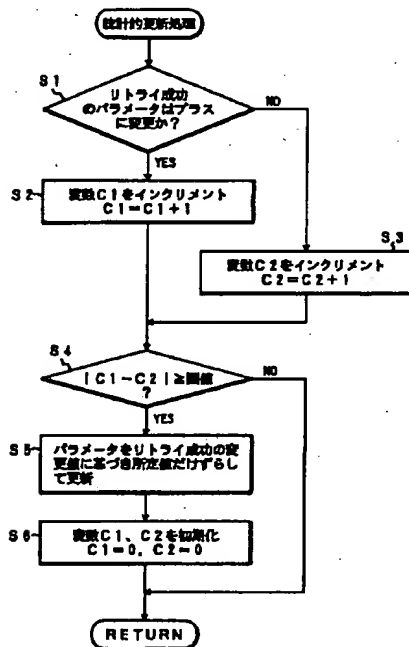 統計的更新処理
S1
リトライ成功
のパラメータはプラス
に変更か?
NO
YES
S2
変数C1をインクリメント
C1=C1+1
S3
変数C2をインクリメント
C2=C2+1
S4
|C1-C2|≧閾値
?
NO
YES
S5
パラメータをリトライ成功の変
更値に基づき所定値だけずらし
て更新
S6
変数C1、C2を初期化
C1=0, C2=0
RETURN